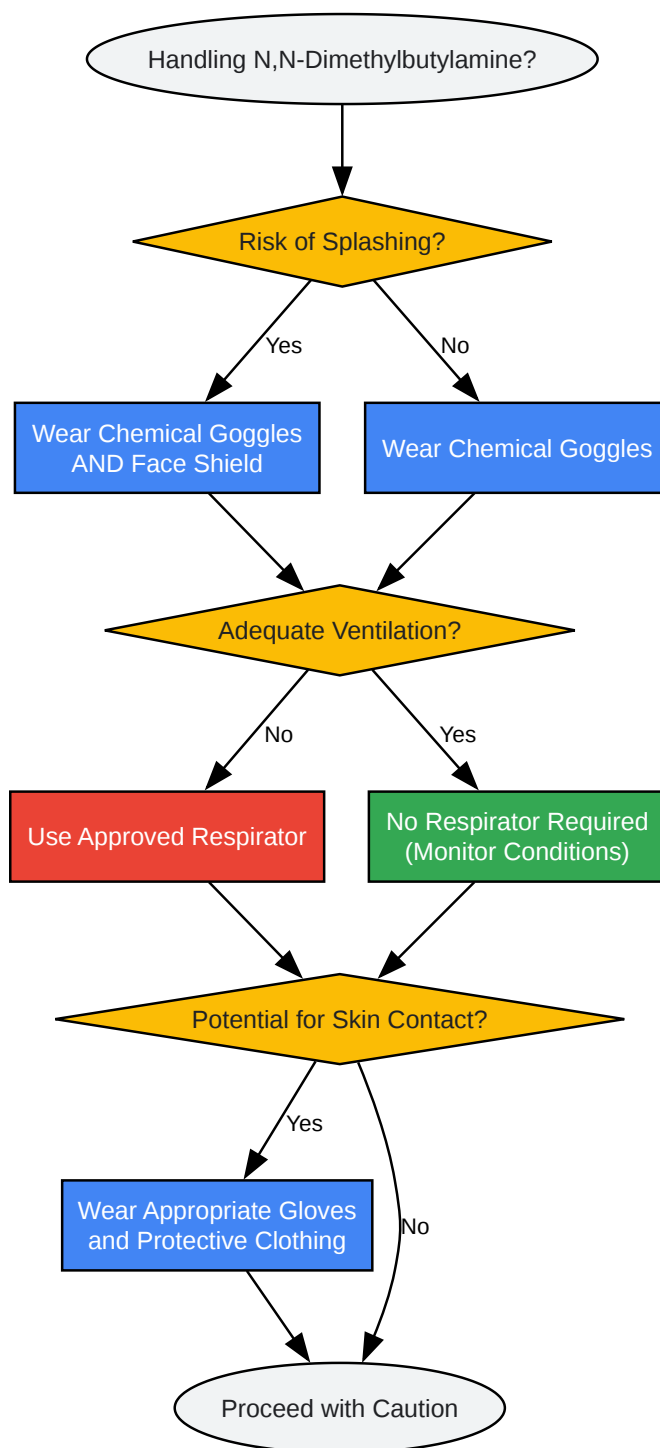 Handling N,N-Dimethylbutylamine?
Risk of Splashing?
Yes
No
Wear Chemical Goggles
AND Face Shield
Wear Chemical Goggles
Adequate Ventilation?
No
Yes
Use Approved Respirator
No Respirator Required
(Monitor Conditions)
Potential for Skin Contact?
Yes
Wear Appropriate Gloves
and Protective Clothing
No
Proceed with Caution